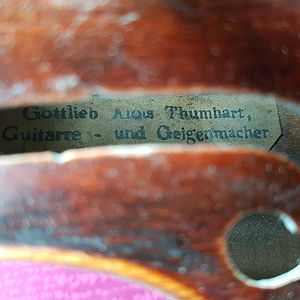 Gottlieb Alois Thumhart,
Guitarre - und Geigenmacher